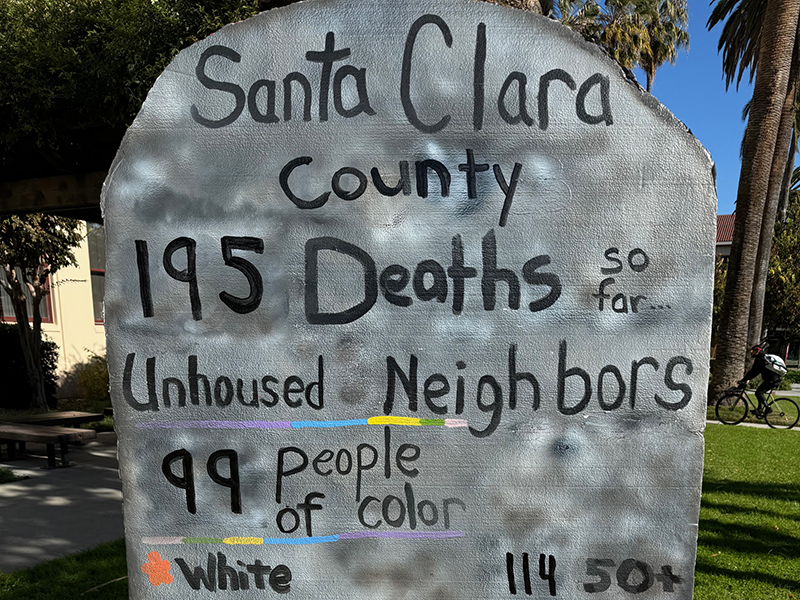 Santa Clara
County
195 Deaths so far...
Unhoused Neighbors
99 people of color
White 114 50+